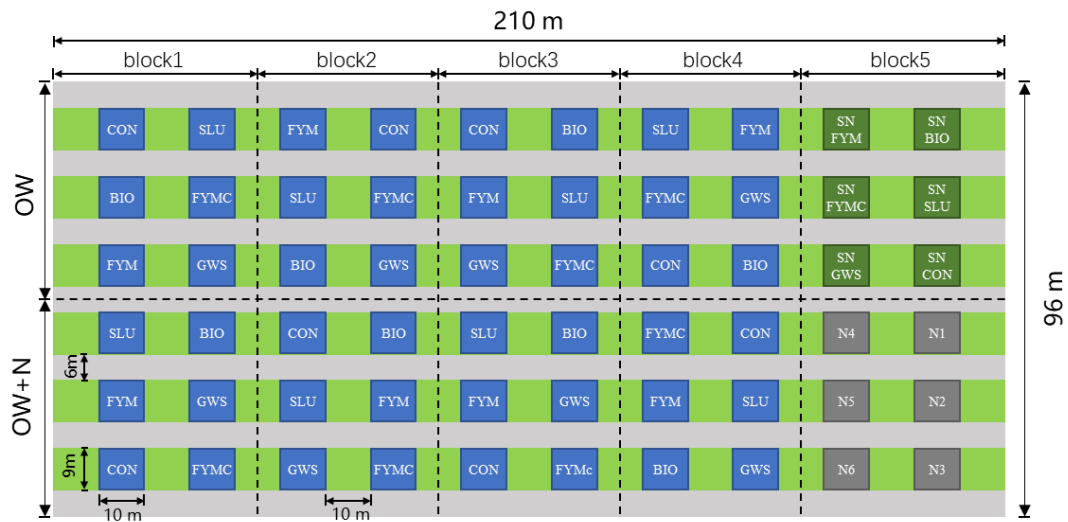 210 m
block1 block2 block3 block4 block5
OW
CON SLU FYM CON CON BIO SLU FYM SN FYM SN BIO
BIO FYMC SLU FYMC FYM SLU FYMC GWS SN FYMC SN SLU
FYM GWS BIO GWS GWS FYMC CON BIO SN GWS SN CON
96 m
OW+N
SLU BIO CON BIO SLU BIO FYMC CON N4 N1
6m
FYM GWS SLU FYM FYM GWS FYM SLU N5 N2
9m
CON FYMC GWS FYMC CON FYMc BIO GWS N6 N3
10 m 10 m